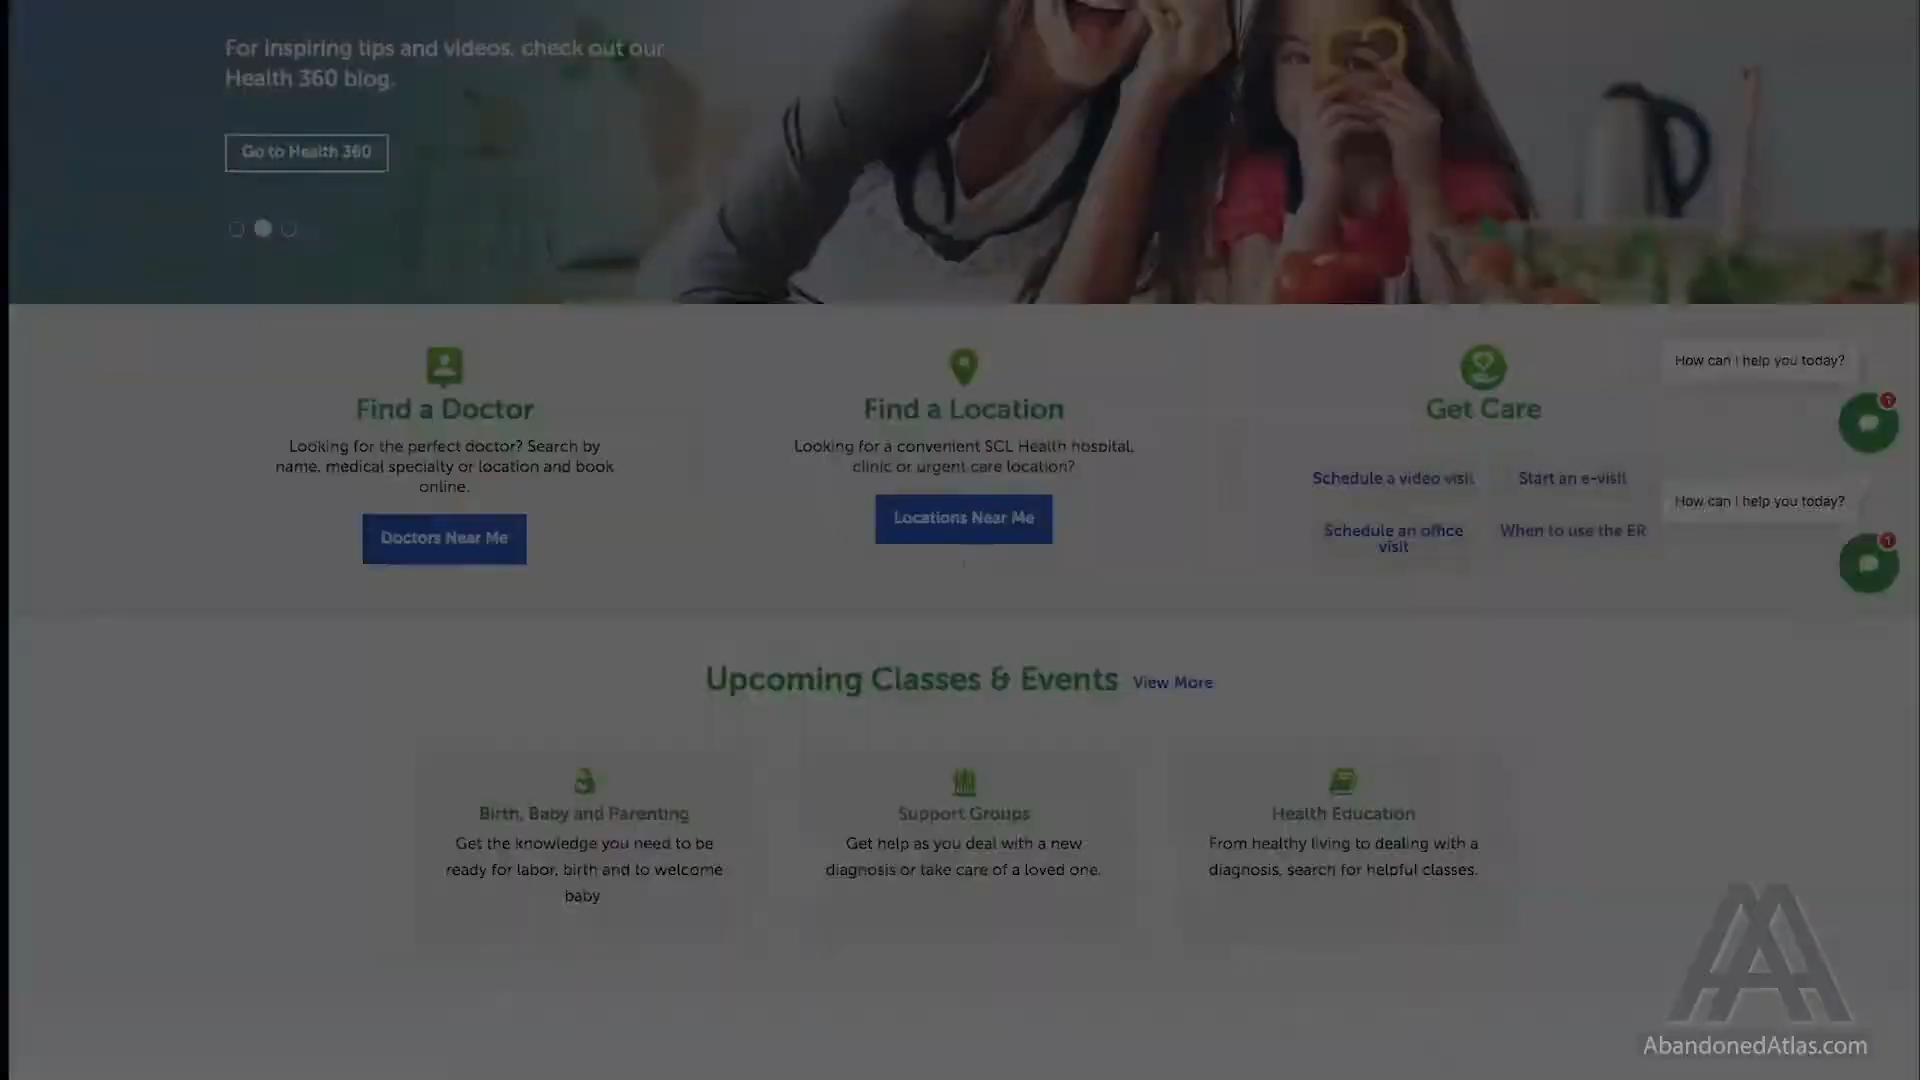 For inspiring tips and videos, check out our
Health 360 blog.
Go to Health 360
Find a Doctor
Looking for the perfect doctor? Search by
name, medical specialty or location and book
online.
Doctors Near Me
Find a Location
Looking for a convenient SCL Health hospital,
clinic or urgent care location?
Locations Near Me
Get Care
Schedule a video visit
Start an e-visit
Schedule an office
visit
When to use the ER
How can I help you today?
1
How can I help you today?
1
Upcoming Classes & Events View More
Birth, Baby and Parenting
Get the knowledge you need to be
ready for labor, birth and to welcome
baby
Support Groups
Get help as you deal with a new
diagnosis or take care of a loved one.
Health Education
From healthy living to dealing with a
diagnosis, search for helpful classes.
AbandonedAtlas.com